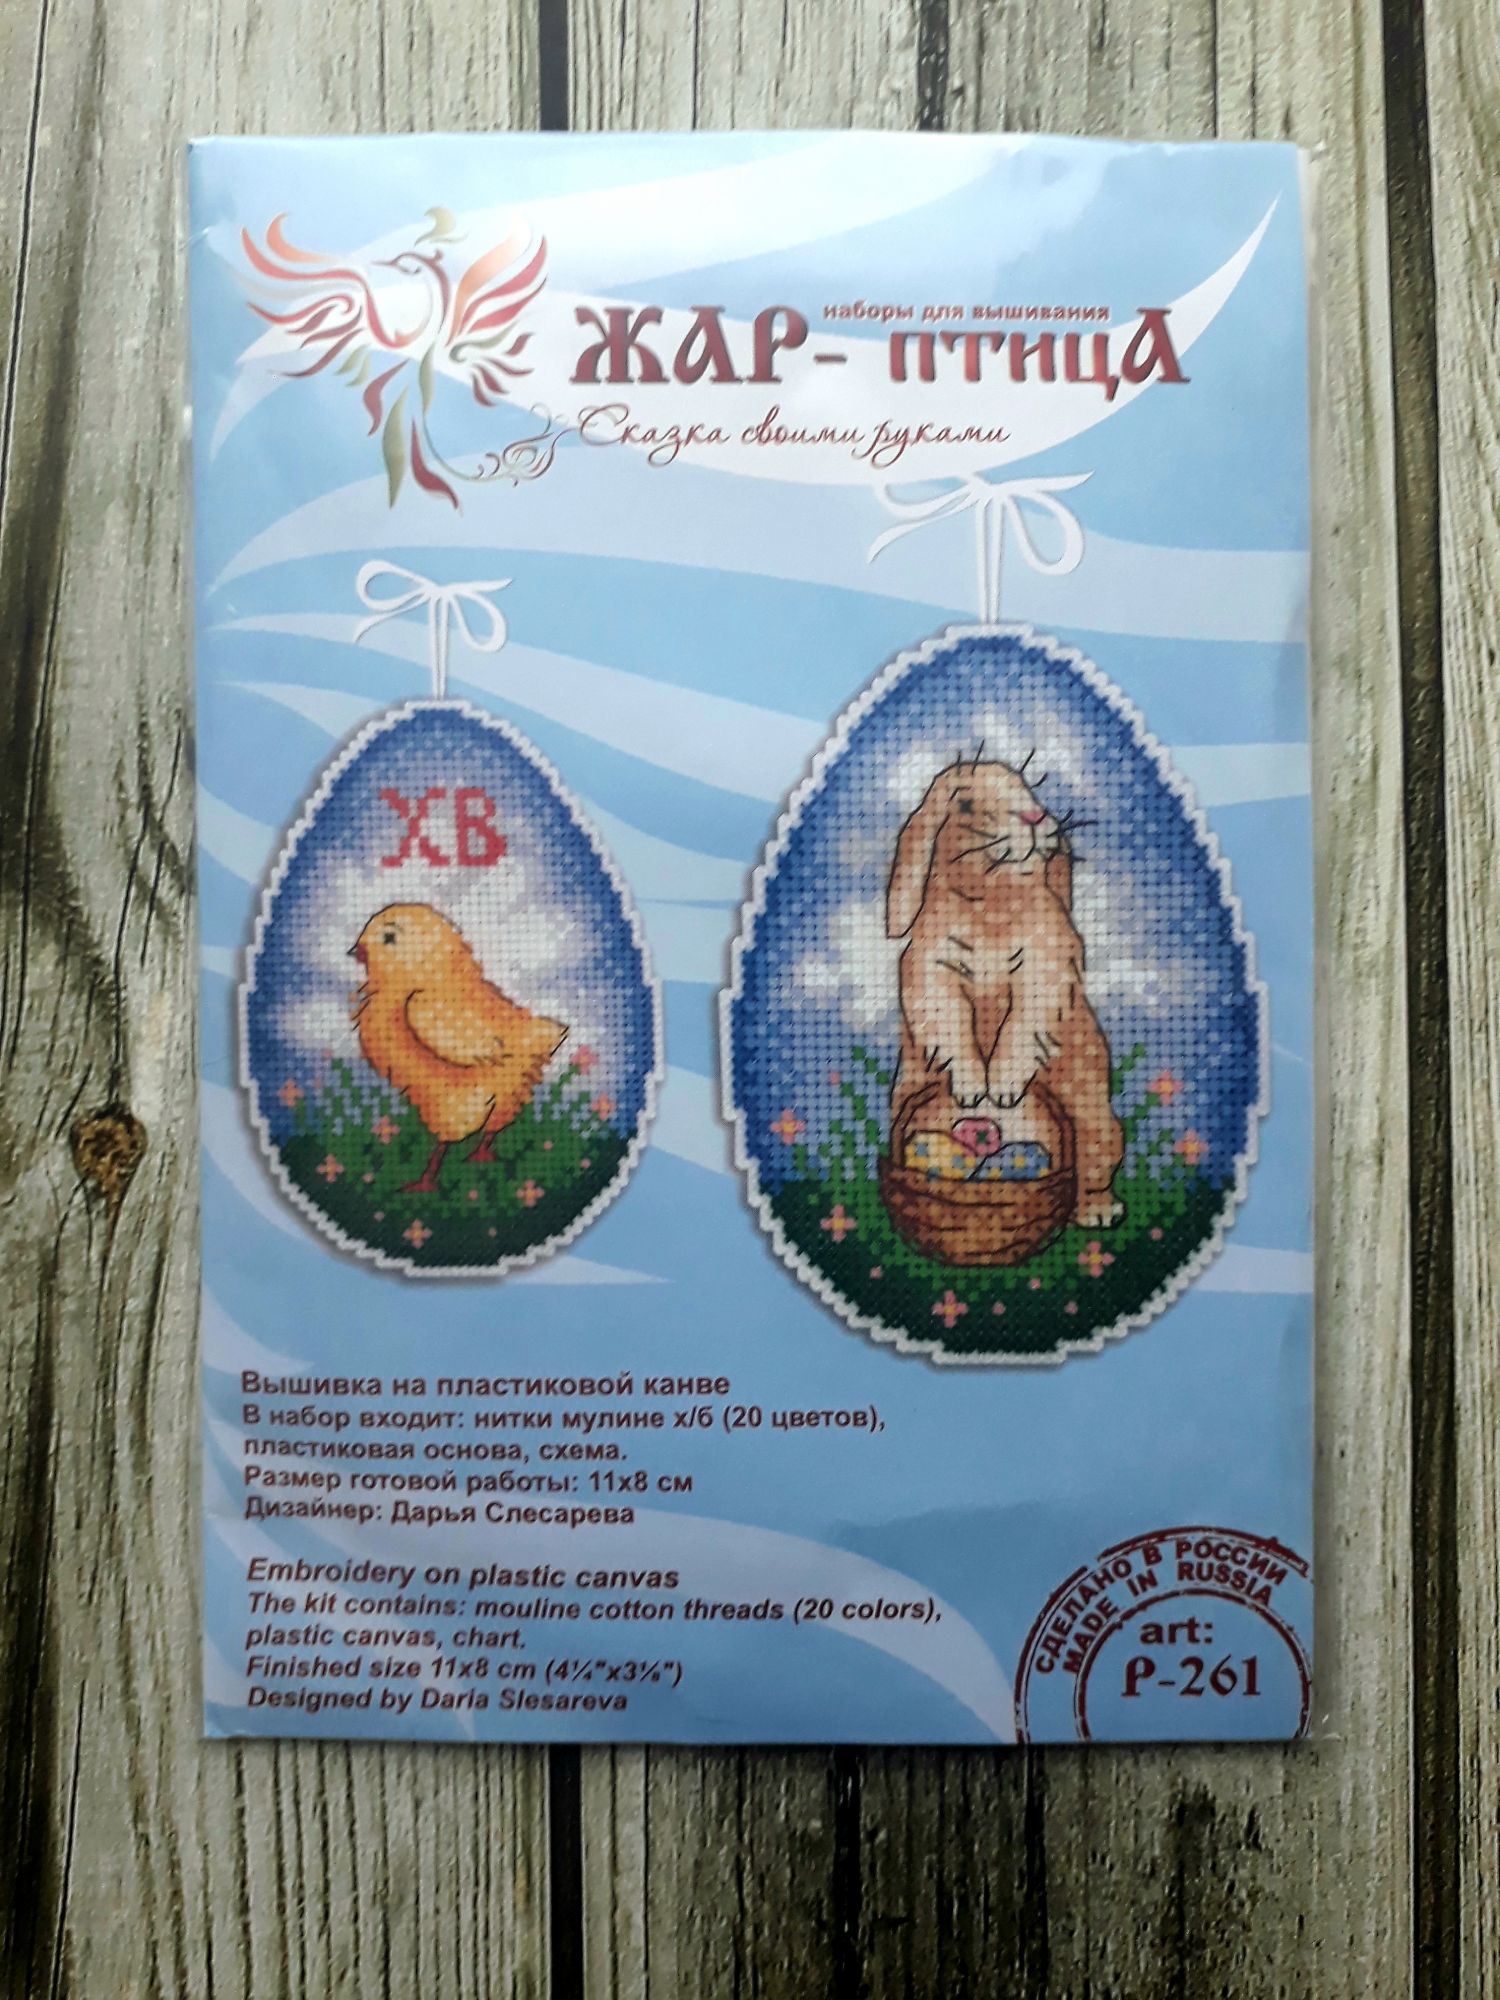 наборы для вышивания
ЖАР-ПТИЦА
Сказка своими руками
ХВ
Вышивка на пластиковой канве
В набор входит: нитки мулине х/б (20 цветов),
пластиковая основа, схема.
Размер готовой работы: 11х8 см
Дизайнер: Дарья Слесарева
Embroidery on plastic canvas
The kit contains: mouline cotton threads (20 colors),
plastic canvas, chart.
Finished size 11x8 cm (4¼"x3⅛")
Designed by Daria Slesareva
СДЕЛАНО В РОССИИ
MADE IN RUSSIA
art:
Р-261